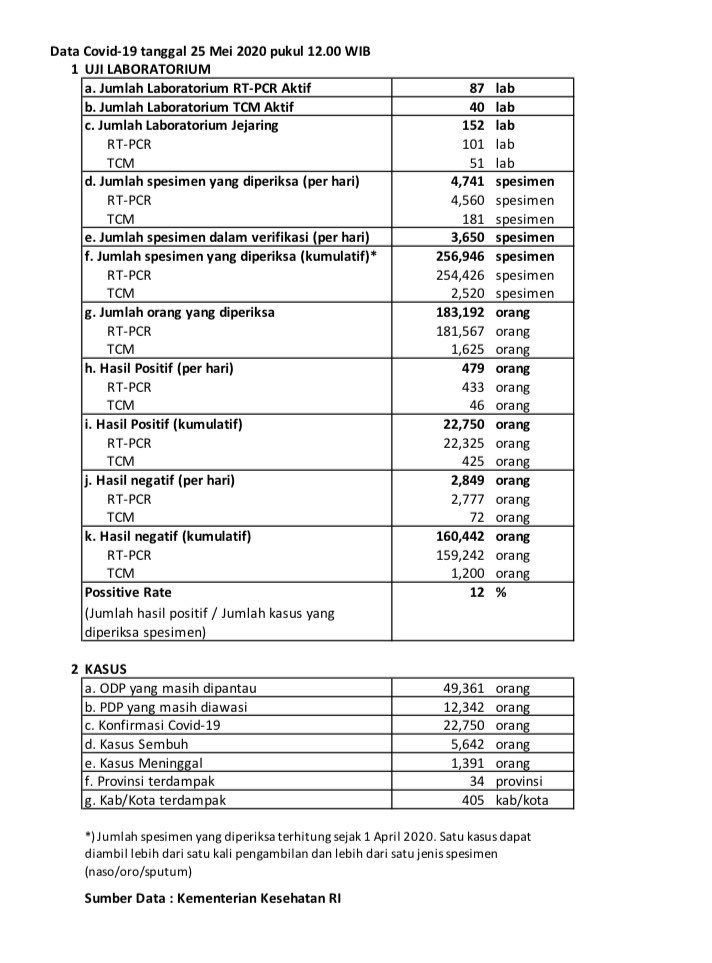 Data Covid-19 tanggal 25 Mei 2020 pukul 12.00 WIB
1 UJI LABORATORIUM
a. Jumlah Laboratorium RT-PCR Aktif 87 lab
b. Jumlah Laboratorium TCM Aktif 40 lab
c. Jumlah Laboratorium Jejaring 152 lab
RT-PCR 101 lab
TCM 51 lab
d. Jumlah spesimen yang diperiksa (per hari) 4,741 spesimen
RT-PCR 4,560 spesimen
TCM 181 spesimen
e. Jumlah spesimen dalam verifikasi (per hari) 3,650 spesimen
f. Jumlah spesimen yang diperiksa (kumulatif)* 256,946 spesimen
RT-PCR 254,426 spesimen
TCM 2,520 spesimen
g. Jumlah orang yang diperiksa 183,192 orang
RT-PCR 181,567 orang
TCM 1,625 orang
h. Hasil Positif (per hari) 479 orang
RT-PCR 433 orang
TCM 46 orang
i. Hasil Positif (kumulatif) 22,750 orang
RT-PCR 22,325 orang
TCM 425 orang
j. Hasil negatif (per hari) 2,849 orang
RT-PCR 2,777 orang
TCM 72 orang
k. Hasil negatif (kumulatif) 160,442 orang
RT-PCR 159,242 orang
TCM 1,200 orang
Possitive Rate 12 %
(Jumlah hasil positif / Jumlah kasus yang
diperiksa spesimen)
2 KASUS
a. ODP yang masih dipantau 49,361 orang
b. PDP yang masih diawasi 12,342 orang
c. Konfirmasi Covid-19 22,750 orang
d. Kasus Sembuh 5,642 orang
e. Kasus Meninggal 1,391 orang
f. Provinsi terdampak 34 provinsi
g. Kab/Kota terdampak 405 kab/kota
*) Jumlah spesimen yang diperiksa terhitung sejak 1 April 2020. Satu kasus dapat
diambil lebih dari satu kali pengambilan dan lebih dari satu jenis spesimen
(naso/oro/sputum)
Sumber Data : Kementerian Kesehatan RI